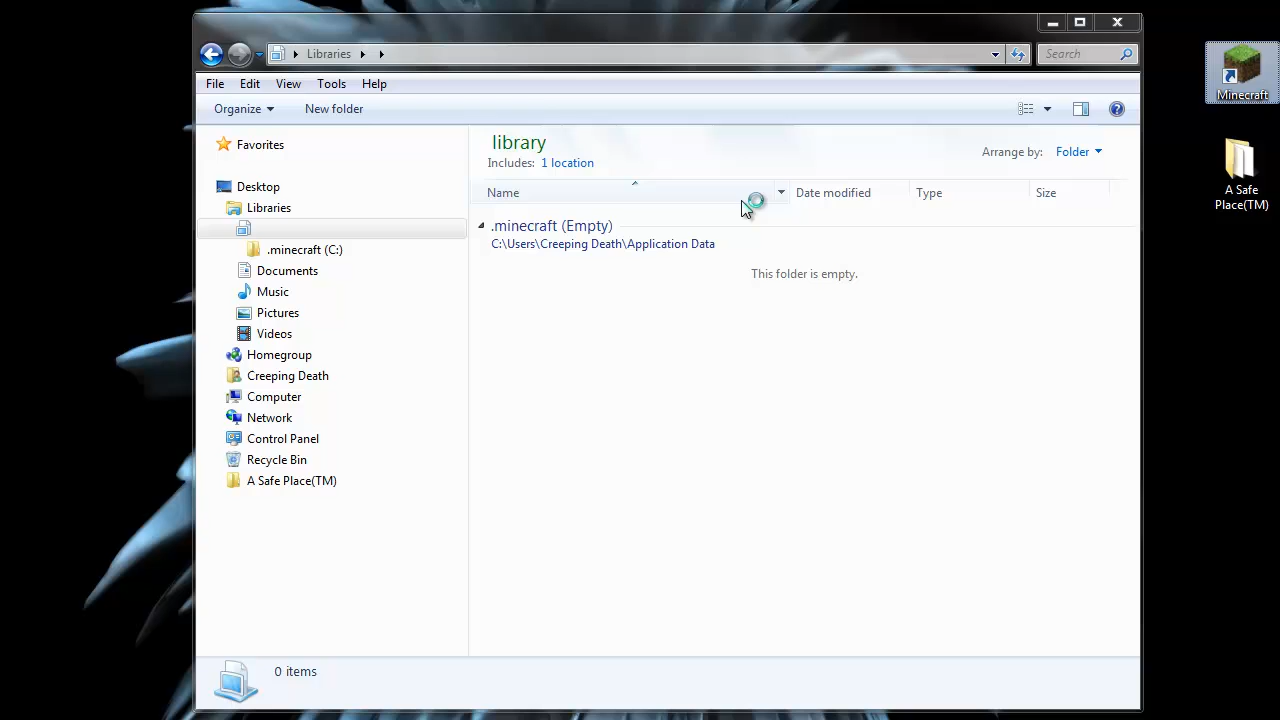 Libraries
Search
File Edit View Tools Help
Organize New folder
library
Includes: 1 location
Arrange by: Folder
Name Date modified Type Size
.minecraft (Empty)
C:\Users\Creeping Death\Application Data
This folder is empty.
Favorites
Desktop
Libraries
.minecraft (C:)
Documents
Music
Pictures
Videos
Homegroup
Creeping Death
Computer
Network
Control Panel
Recycle Bin
A Safe Place(TM)
0 items
Minecraft
A Safe
Place(TM)